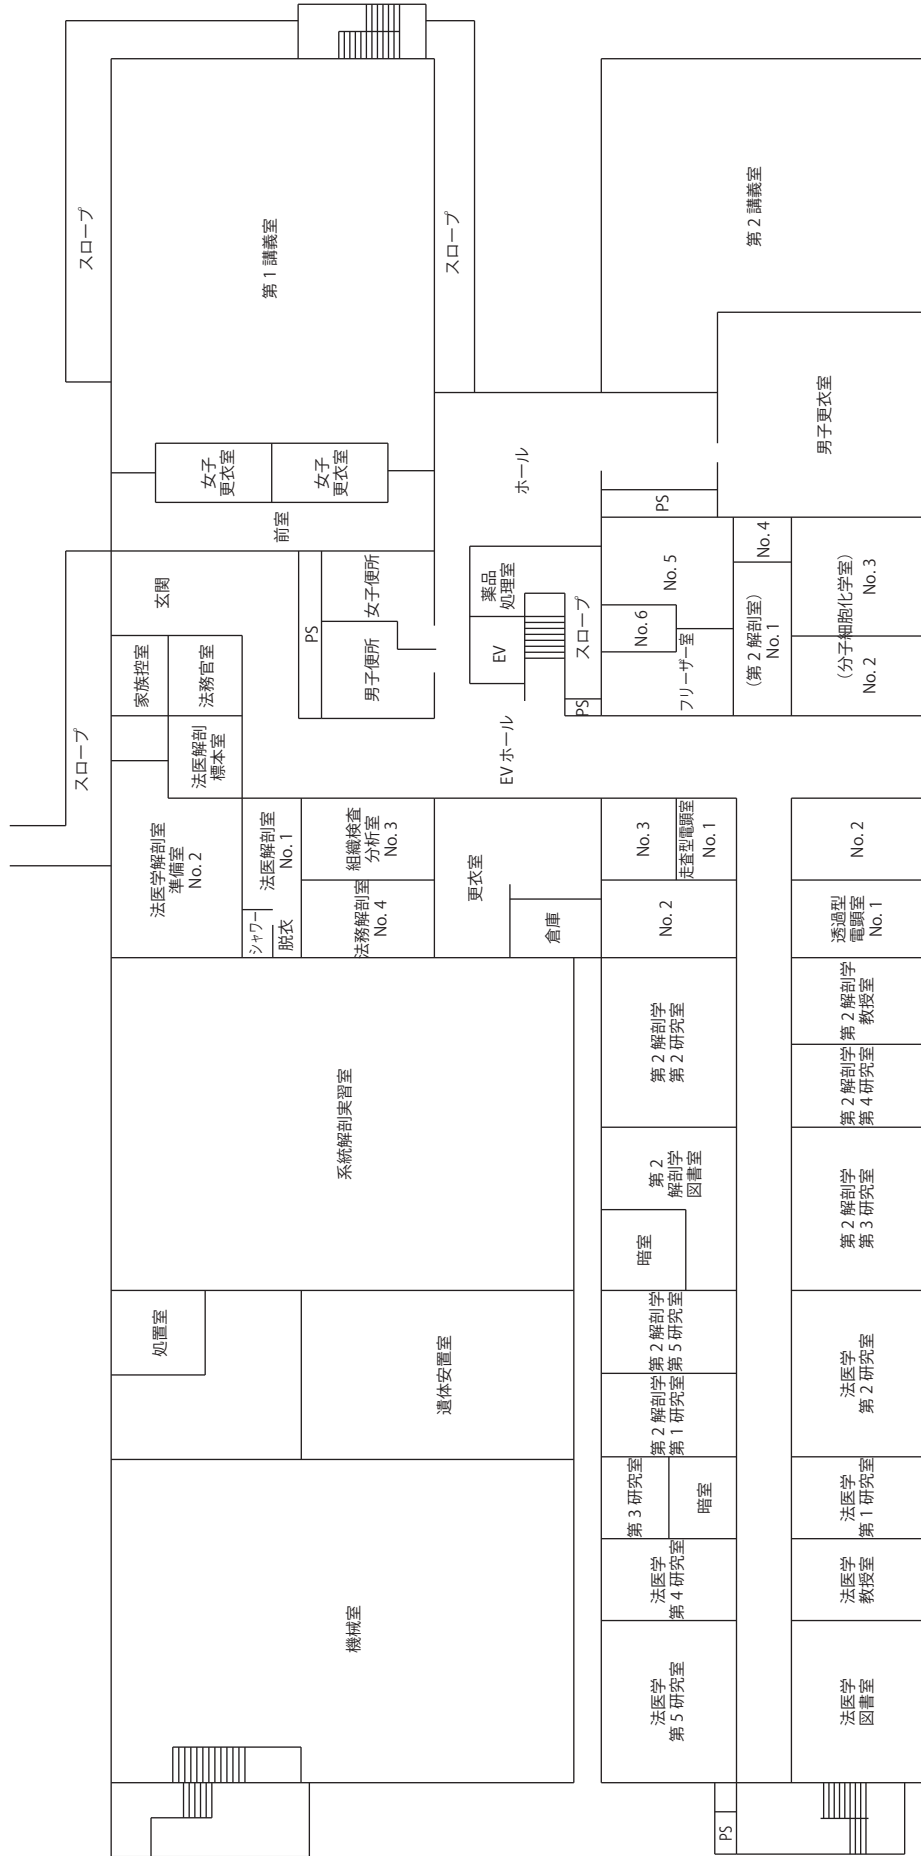 スロープ
スロープ
機械室
処置室
遺体安置室
系統解剖実習室
法医学解剖室
準備室
No. 2
シャワー
脱衣
法医解剖室
No. 1
法務解剖室
No. 4
組織検査
分析室
No. 3
法医解剖
標本室
家族控室
法務官室
玄関
PS
男子便所
女子便所
前室
女子
更衣室
女子
更衣室
第 1 講義室
スロープ
更衣室
倉庫
EV ホール
EV
薬品
処理室
スロープ
PS
ホール
法医学
第 5 研究室
法医学
第 4 研究室
第 3 研究室
暗室
第 2 解剖学
第 1 研究室
第 2 解剖学
第 5 研究室
暗室
第 2
解剖学
図書室
第 2 解剖学
第 2 研究室
No. 2
No. 3
走査型電顕室
No. 1
フリーザー室
No. 6
No. 5
PS
(第 2 解剖室)
No. 1
No. 4
第 2 講義室
PS
法医学
図書室
法医学
教授室
法医学
第 1 研究室
法医学
第 2 研究室
第 2 解剖学
第 3 研究室
第 2 解剖学
第 4 研究室
第 2 解剖学
教授室
透過型
電顕室
No. 1
No. 2
(分子細胞化学室)
No. 2
No. 3
男子更衣室